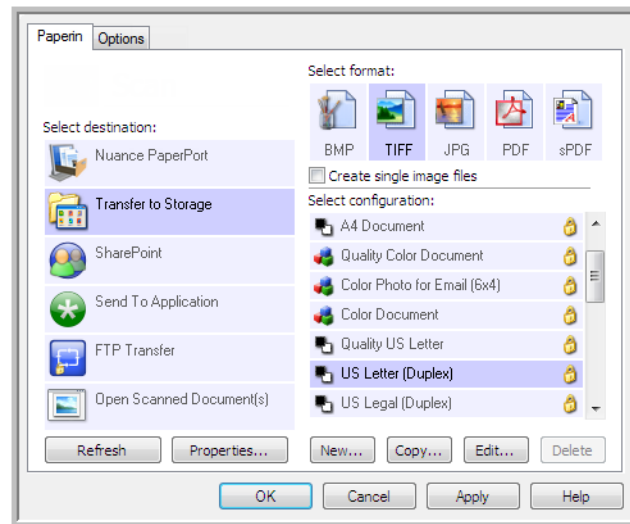 Paperin
Options
Select destination:
Nuance PaperPort
Transfer to Storage
SharePoint
Send To Application
FTP Transfer
Open Scanned Document(s)
Refresh
Properties...
Select format:
BMP
TIFF
JPG
PDF
sPDF
Create single image files
Select configuration:
A4 Document
Quality Color Document
Color Photo for Email (6x4)
Color Document
Quality US Letter
US Letter (Duplex)
US Legal (Duplex)
New...
Copy...
Edit...
Delete
OK
Cancel
Apply
Help